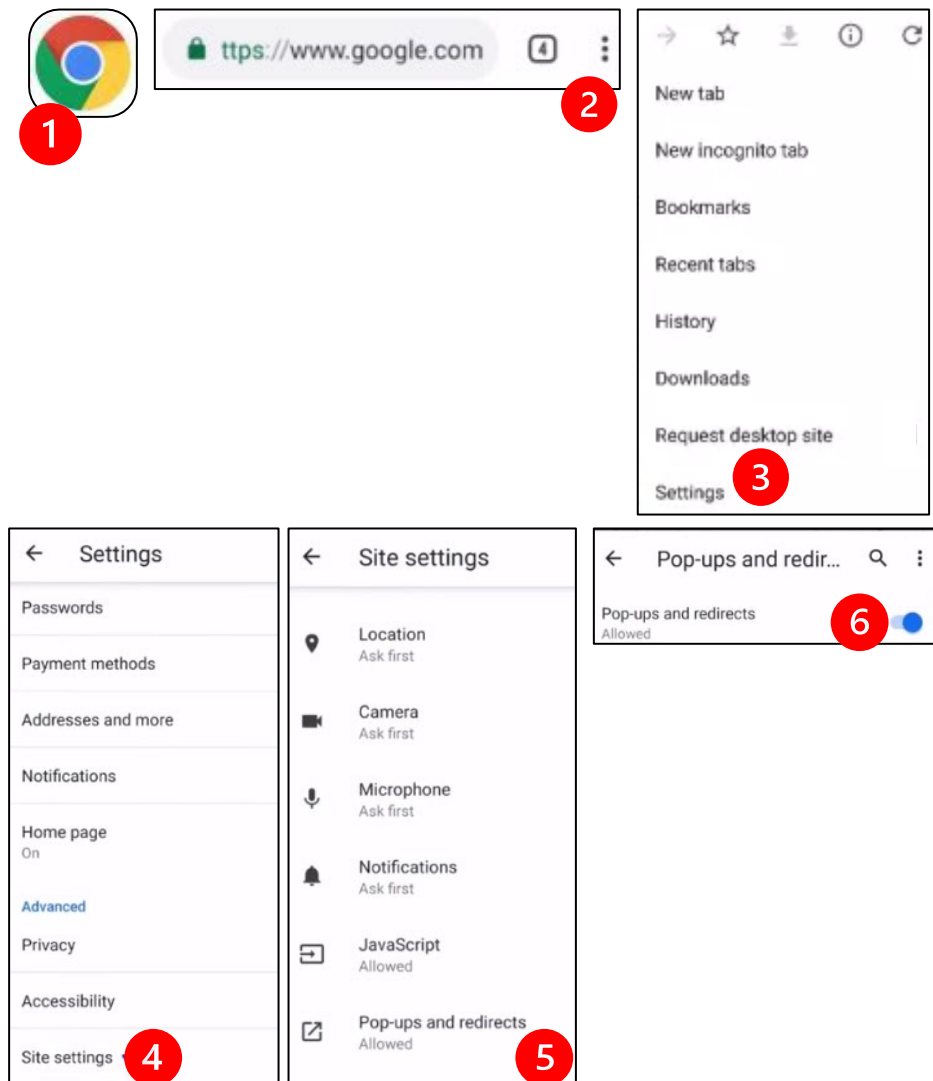 1
ttps://www.google.com
4
2
New tab
New incognito tab
Bookmarks
Recent tabs
History
Downloads
Request desktop site
Settings
3
Settings
Passwords
Payment methods
Addresses and more
Notifications
Home page
On
Advanced
Privacy
Accessibility
Site settings
4
Site settings
Location
Ask first
Camera
Ask first
Microphone
Ask first
Notifications
Ask first
JavaScript
Allowed
Pop-ups and redirects
Allowed
5
Pop-ups and redir...
Pop-ups and redirects
Allowed
6